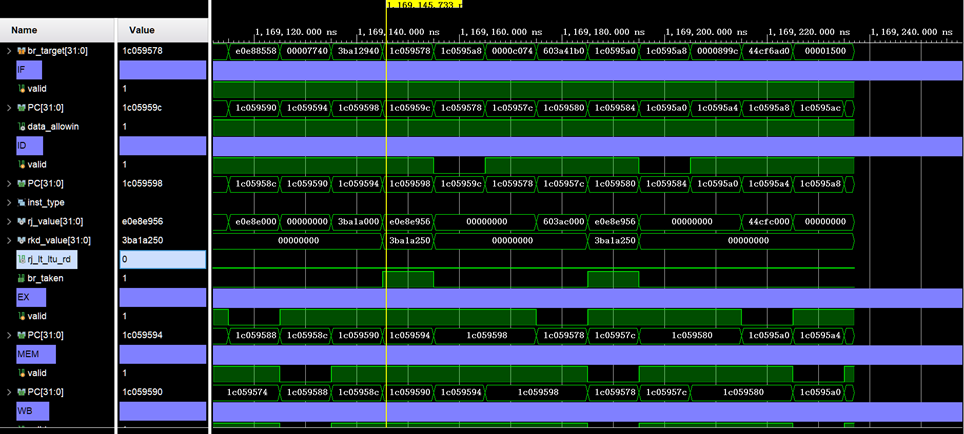 1,169,145.733 r
Name Value
1,169,120.000 ns 1,169,140.000 ns 1,169,160.000 ns 1,169,180.000 ns 1,169,200.000 ns 1,169,220.000 ns 1,169,240.000 ns
br_target[31:0] 1c059578 e0e88558 00007740 3ba12940 1c059578 1c0595a8 0000c074 603a41b0 1c0595a0 1c0595a8 0000899c 44cf6ad0 00001500
IF
valid 1
PC[31:0] 1c05959c 1c059590 1c059594 1c059598 1c05959c 1c059578 1c05957c 1c059580 1c059584 1c0595a0 1c0595a4 1c0595a8 1c0595ac
data_allowin 1
ID
valid 1
PC[31:0] 1c059598 1c05958c 1c059590 1c059594 1c059598 1c05959c 1c059578 1c05957c 1c059580 1c059584 1c0595a0 1c0595a4 1c0595a8
inst_type
rj_value[31:0] e0e8e956 e0e8e000 00000000 3ba1a000 e0e8e956 00000000 603ac000 e0e8e956 00000000 44cfc000 00000000
rkd_value[31:0] 3ba1a250 00000000 3ba1a250 00000000 3ba1a250 00000000
rj_lt_ltu_rd 0
br_taken 1
EX
valid 1
PC[31:0] 1c059594 1c059588 1c05958c 1c059590 1c059594 1c059598 1c059578 1c05957c 1c059580 1c0595a0 1c0595a4
MEM
valid 1
PC[31:0] 1c059590 1c059574 1c059588 1c05958c 1c059590 1c059594 1c059598 1c059578 1c05957c 1c059580 1c0595a0
WB